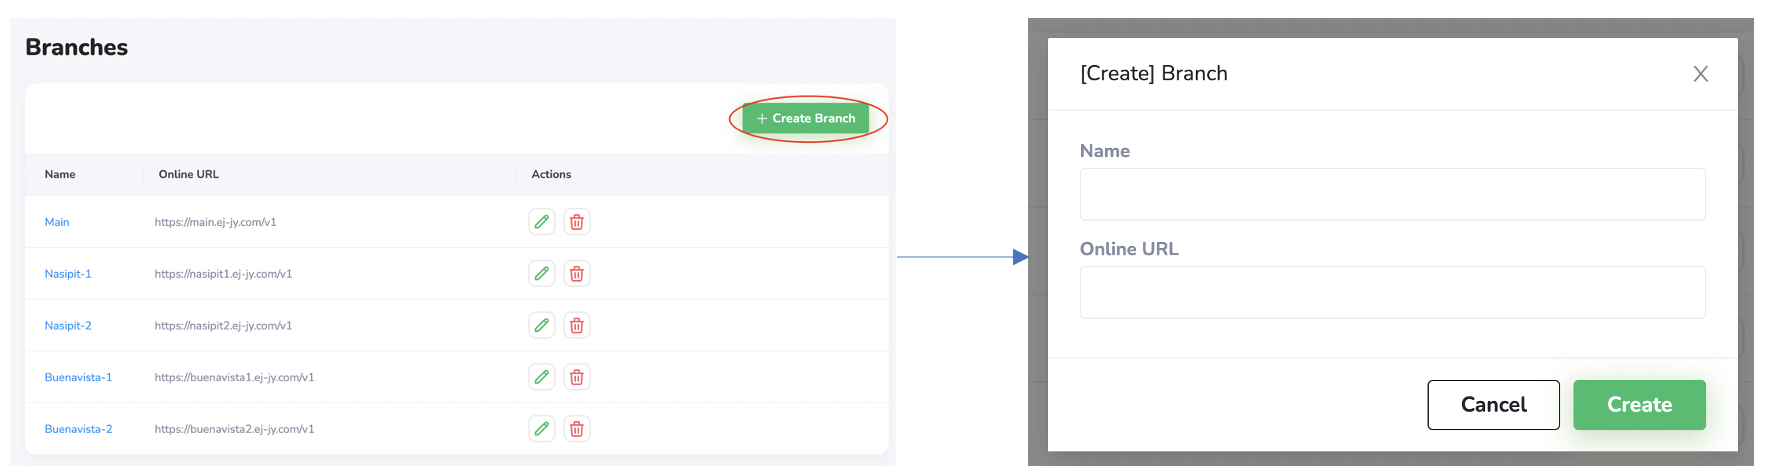 Branches
+ Create Branch
Name Online URL Actions
Main https://main.ej-jy.com/v1
Nasipit-1 https://nasipit1.ej-jy.com/v1
Nasipit-2 https://nasipit2.ej-jy.com/v1
Buenavista-1 https://buenavista1.ej-jy.com/v1
Buenavista-2 https://buenavista2.ej-jy.com/v1
[Create] Branch
Name
Online URL
Cancel Create